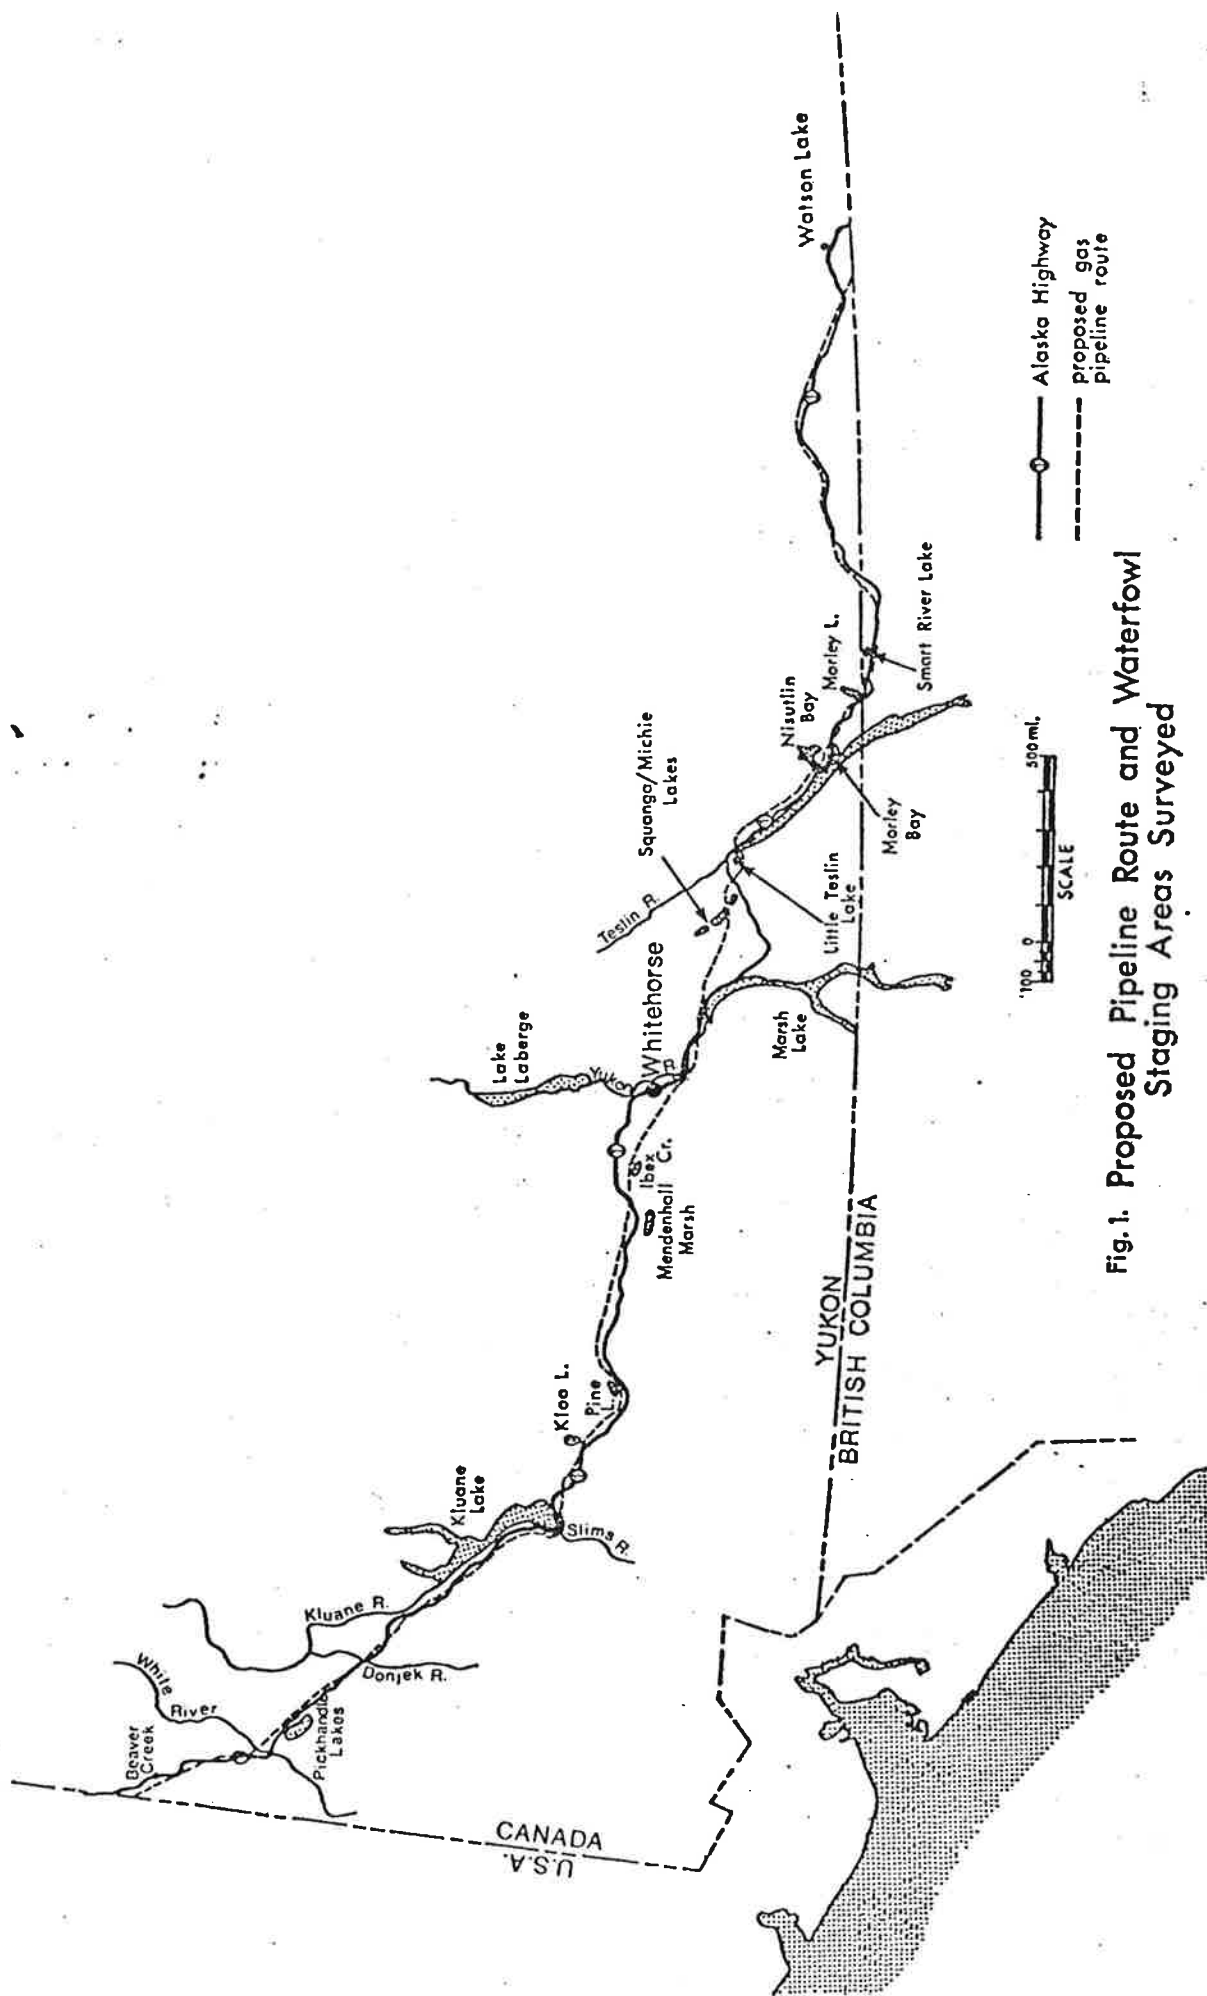 Beaver
Creek
White
River
Pickhandle
Lakes
Kluane R.
Donjek R.
Kluane
Lake
Slims R.
Kloo L.
Pine
L.
Mendenhall
Marsh
Ibex
Cr.
Lake
Laberge
Yukon
R.
Whitehorse
Marsh
Lake
Teslin R.
Squanga/Michie
Lakes
Little Teslin
Lake
Nisutlin
Bay
Morley
Bay
Morley L.
Smart River Lake
Watson Lake
CANADA
U.S.A.
YUKON
BRITISH COLUMBIA
Alaska Highway
proposed gas
pipeline route
100 0 500ml.
SCALE
Fig.1. Proposed Pipeline Route and Waterfowl
Staging Areas Surveyed